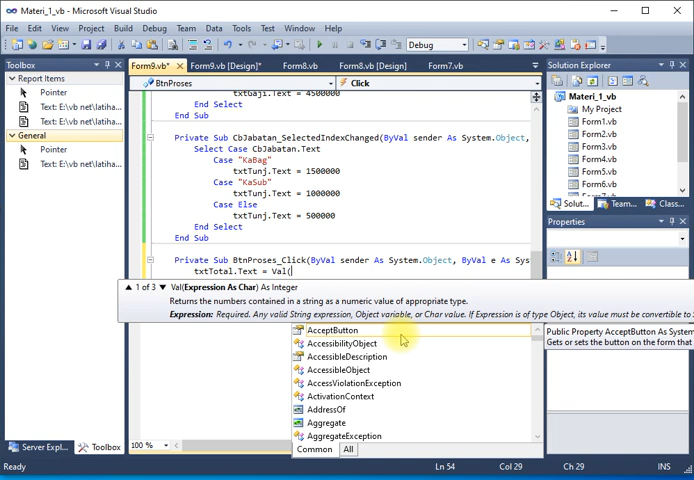 Materi_1_vb - Microsoft Visual Studio
File Edit View Project Build Debug Team Data Tools Test Window Help
Debug
Toolbox
Form9.vb* Form9.vb [Design]* Form8.vb Form8.vb [Design] Form7.vb
Solution Explorer
Report Items
BtnProses
Click
Pointer
Text: E:\vb net\latiha...
Text: E:\vb net\latiha...
General
Pointer
Text: E:\vb net\latiha...
Materi_1_vb
My Project
Form1.vb
Form2.vb
Form3.vb
Form4.vb
Form5.vb
Form6.vb
Form7.vb
Solut... Team... Class...
txtGaji.Text = 4500000
End Select
End Sub
Private Sub CbJabatan_SelectedIndexChanged(ByVal sender As System.Object,
Select Case CbJabatan.Text
Case "KaBag"
txtTunj.Text = 1500000
Case "KaSub"
txtTunj.Text = 1000000
Case Else
txtTunj.Text = 500000
End Select
End Sub
Private Sub BtnProses_Click(ByVal sender As System.Object, ByVal e As Sys
txtTotal.Text = Val(
Properties
1 of 3 Val(Expression As Char) As Integer
Returns the numbers contained in a string as a numeric value of appropriate type.
Expression: Required. Any valid String expression, Object variable, or Char value. If Expression is of type Object, its value must be convertible to S
AcceptButton
AccessibilityObject
AccessibleDescription
AccessibleObject
AccessViolationException
ActivationContext
AddressOf
Aggregate
AggregateException
Common All
Public Property AcceptButton As System
Gets or sets the button on the form that
Server Expl... Toolbox
100 %
Ready
Ln 54 Col 29 Ch 29 INS